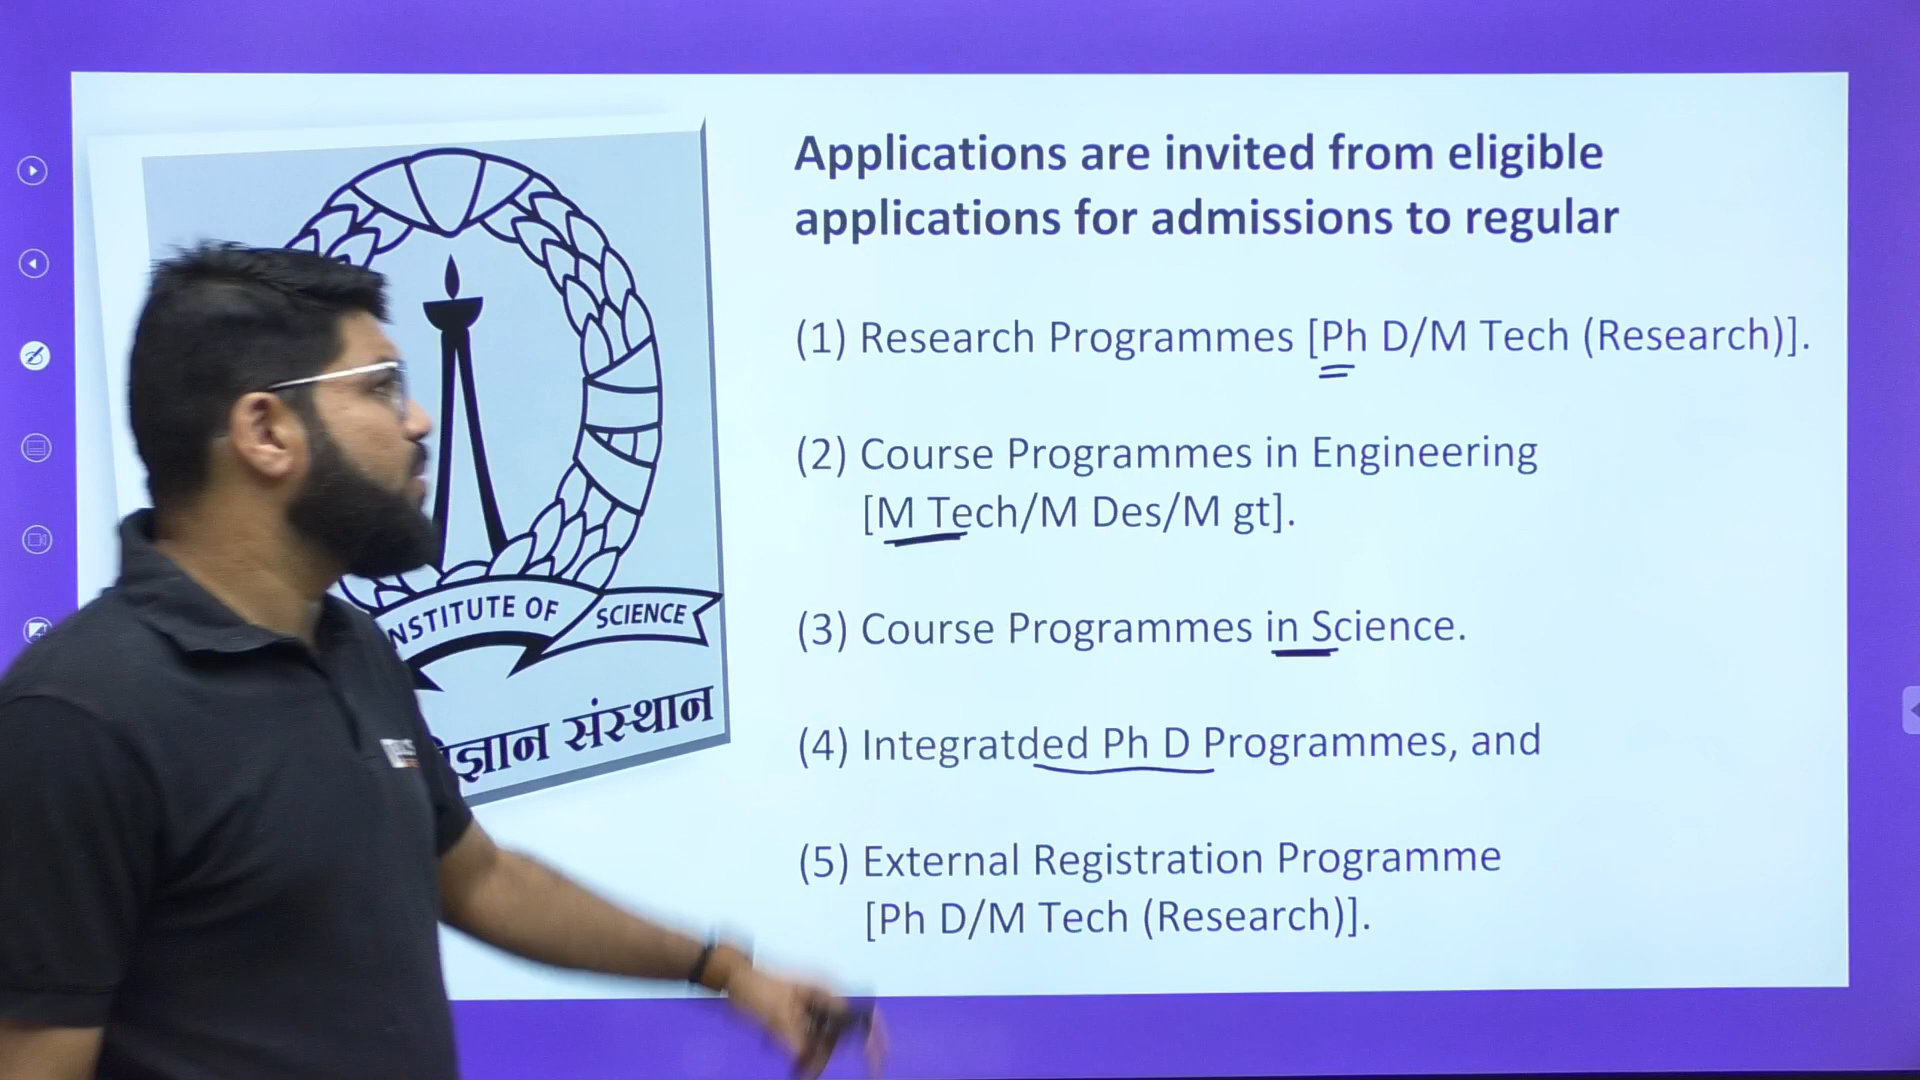 Applications are invited from eligible
applications for admissions to regular
(1) Research Programmes [Ph D/M Tech (Research)].
(2) Course Programmes in Engineering
[M Tech/M Des/M gt].
(3) Course Programmes in Science.
(4) Integratded Ph D Programmes, and
(5) External Registration Programme
[Ph D/M Tech (Research)].
OF SCIENCE
संस्थान